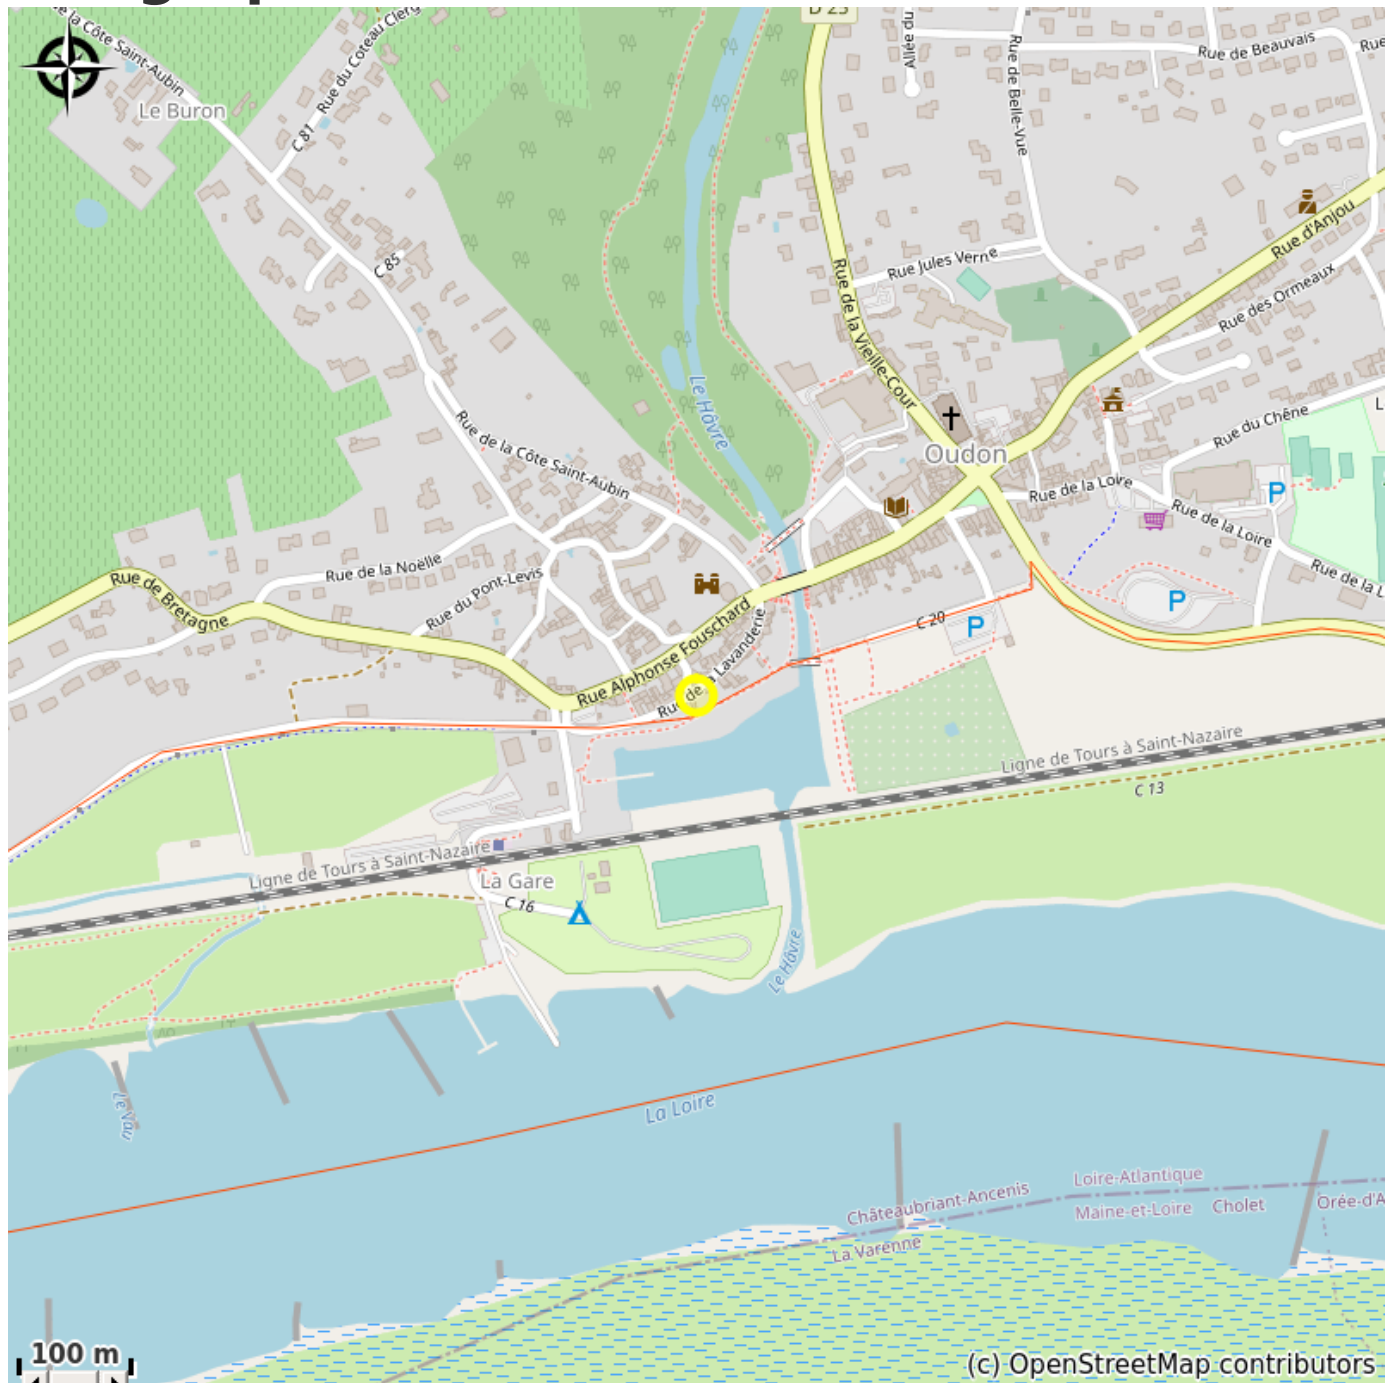 Rue de la Côte Saint-Aubin
Rue du Coteau Clerg
D 25
Allée du
Rue de Belle-Vue
Rue de Beauvais
Rue
Le Buron
C 81
C 85
Rue d'Anjou
Rue Jules Verne
Rue des Ormeaux
Rue de la Vieille-Cour
Le Hâvre
Rue de la Côte Saint-Aubin
Oudon
Rue du Chêne
L
Rue de la Loire
P
Rue de la Loire
Rue de la L
Rue de la Noëlle
Rue du Pont-Levis
Rue de Bretagne
Rue Alphonse Fouschard
Rue de la Lavanderie
C 20
P
P
Ligne de Tours à Saint-Nazaire
C 13
Ligne de Tours à Saint-Nazaire
La Gare
C 16
Le Hâvre
La Loire
Loire-Atlantique
Châteaubriant-Ancenis
Maine-et-Loire
Cholet
Orée-d'A
La Varenne
100 m
(c) OpenStreetMap contributors